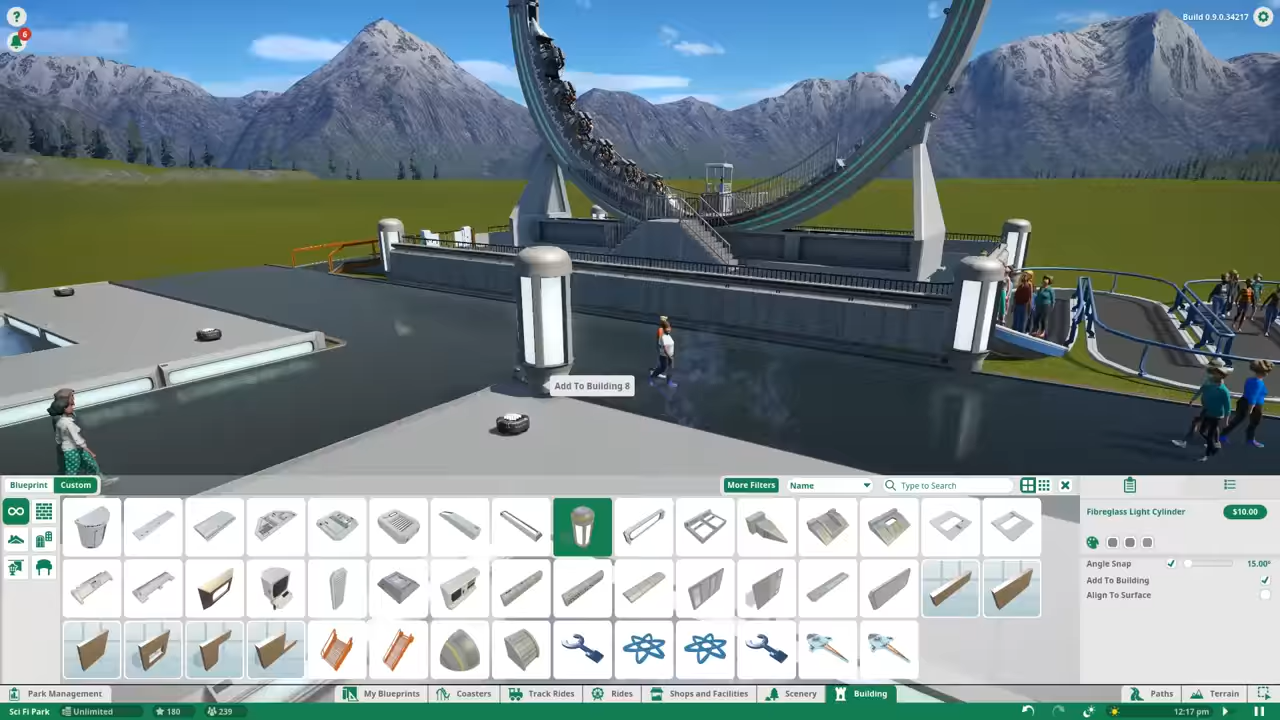 ?
6
Build 0.9.0.34217
Add To Building 8
Blueprint Custom More Filters Name Type to Search
Fibreglass Light Cylinder $10.00
Angle Snap 15.00°
Add To Building
Align To Surface
Park Management My Blueprints Coasters Track Rides Rides Shops and Facilities Scenery Building Paths Terrain
Sci Fi Park Unlimited 180 239 12:17 pm